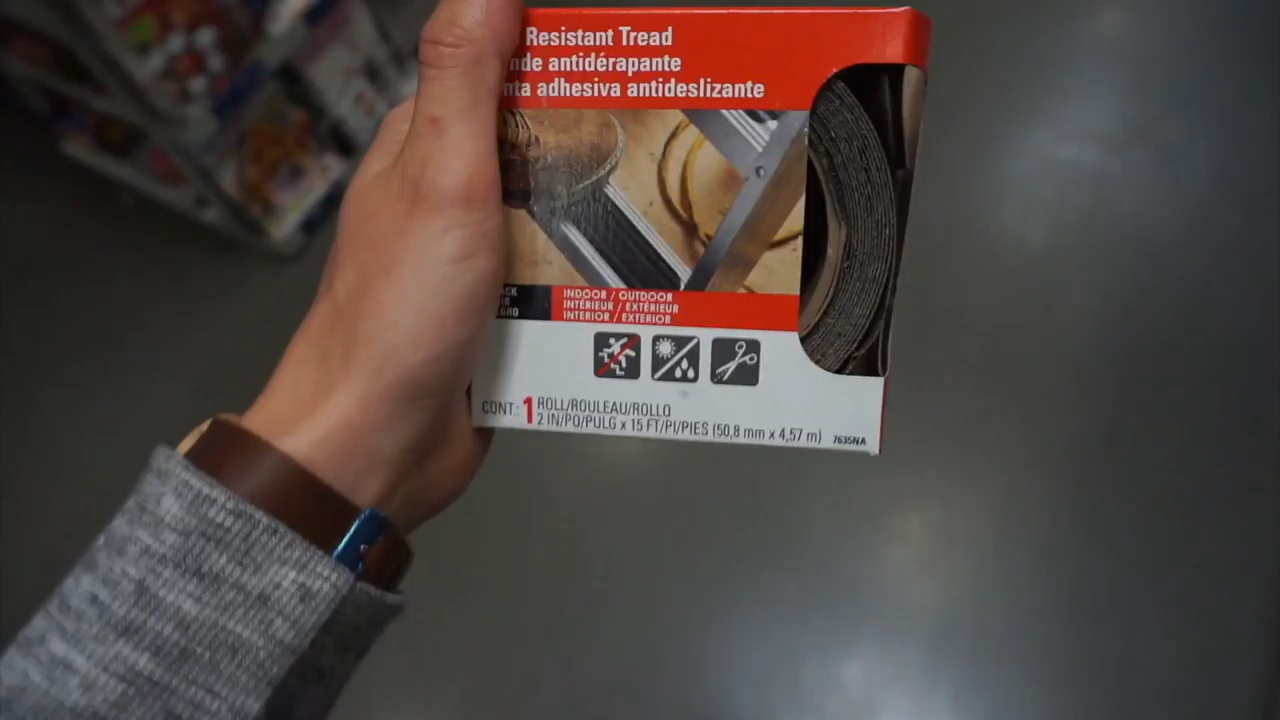 Resistant Tread
nde antidérapante
nta adhesiva antideslizante
INDOOR / OUTDOOR
INTÉRIEUR / EXTÉRIEUR
INTERIOR / EXTERIOR
CONT.: 1 ROLL/ROULEAU/ROLLO
2 IN/PO/PULG x 15 FT/PI/PIES (50,8 mm x 4,57 m) 7635NA